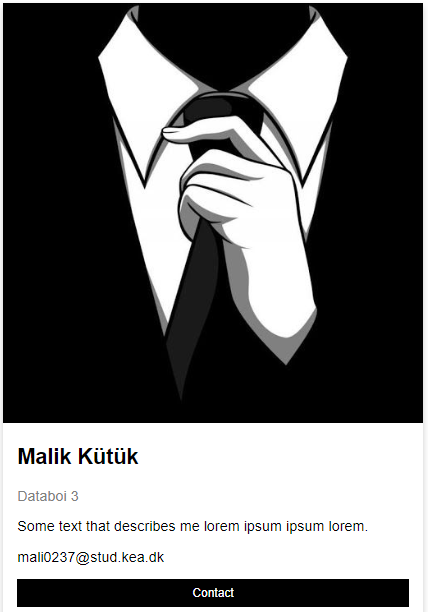 Malik Kütük
Databoi 3
Some text that describes me lorem ipsum ipsum lorem.
mali0237@stud.kea.dk
Contact